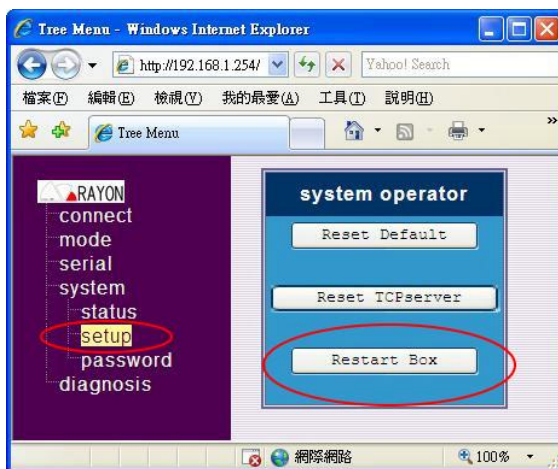 Tree Menu - Windows Internet Explorer
http://192.168.1.254/
Yahoo! Search
檔案(F) 編輯(E) 檢視(V) 我的最愛(A) 工具(T) 說明(H)
Tree Menu
»
RAYON
connect
mode
serial
system
status
setup
password
diagnosis
system operator
Reset Default
Reset TCPserver
Restart Box
網際網路
100%